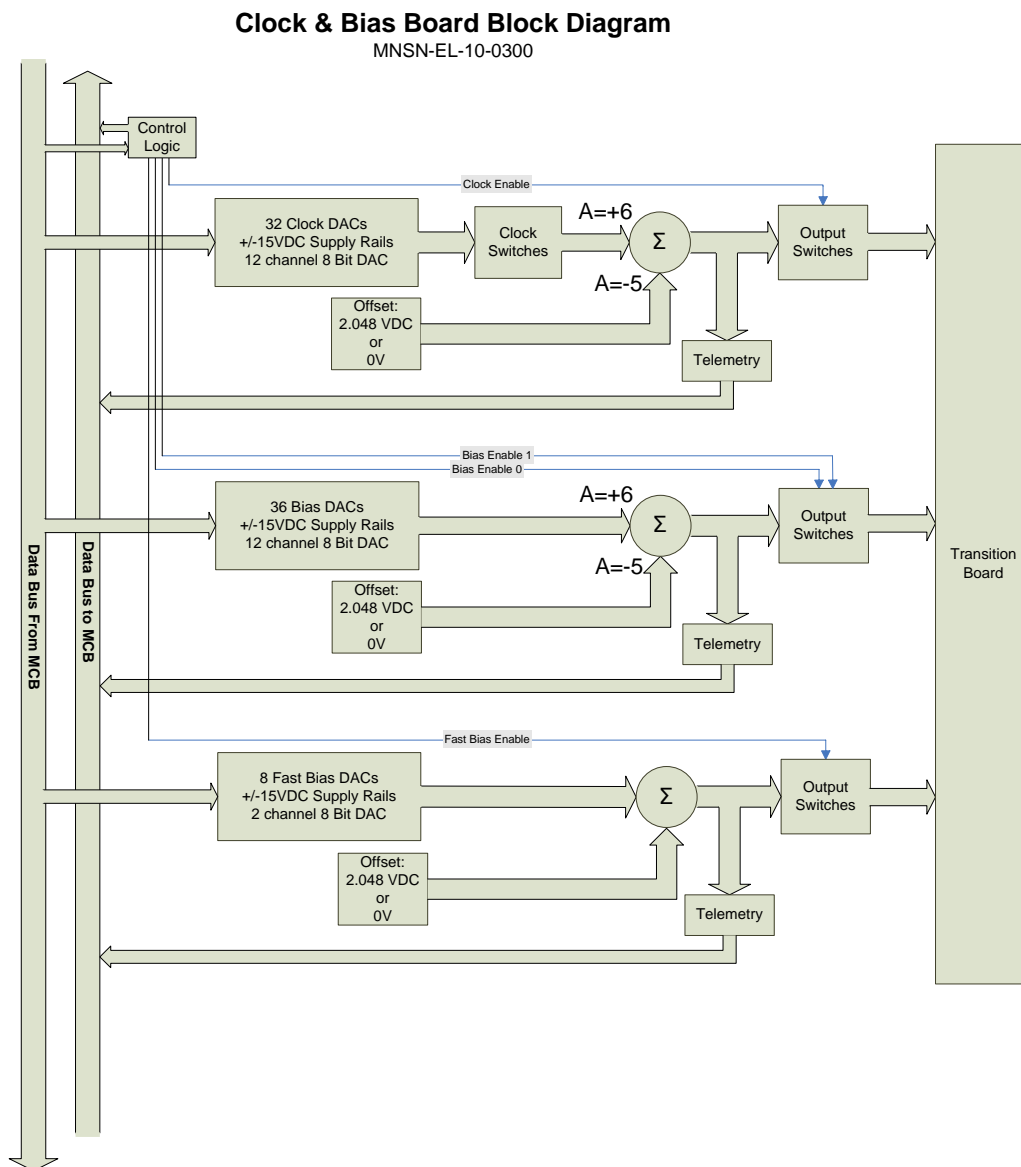 Clock & Bias Board Block Diagram
MNSN-EL-10-0300
Control
Logic
Clock Enable
32 Clock DACs
+/-15VDC Supply Rails
12 channel 8 Bit DAC
Clock
Switches
A=+6
Σ
A=-5
Output
Switches
Offset:
2.048 VDC
or
0V
Telemetry
Bias Enable 1
Bias Enable 0
36 Bias DACs
+/-15VDC Supply Rails
12 channel 8 Bit DAC
A=+6
Σ
A=-5
Output
Switches
Offset:
2.048 VDC
or
0V
Telemetry
Data Bus From MCB
Data Bus to MCB
Transition
Board
Fast Bias Enable
8 Fast Bias DACs
+/-15VDC Supply Rails
2 channel 8 Bit DAC
Σ
Output
Switches
Offset:
2.048 VDC
or
0V
Telemetry